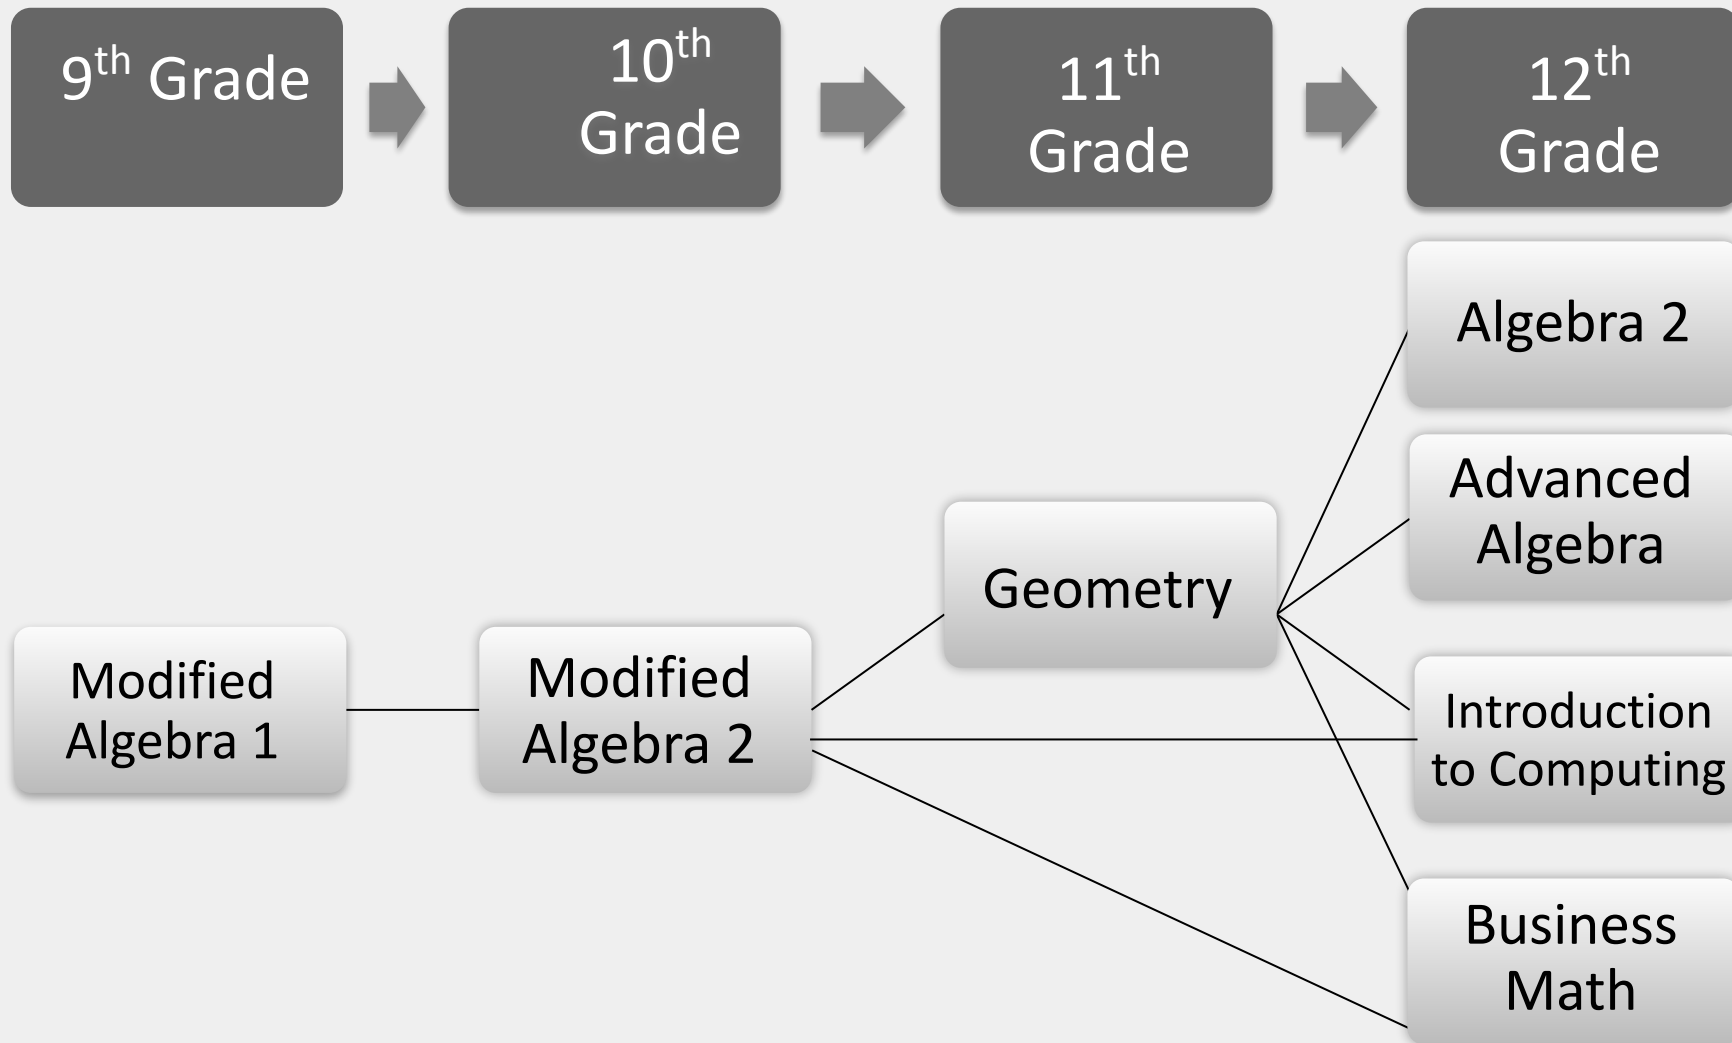 9th Grade
10th
Grade
11th
Grade
12th
Grade
Algebra 2
Advanced
Algebra
Geometry
Modified
Algebra 1
Modified
Algebra 2
Introduction
to Computing
Business
Math